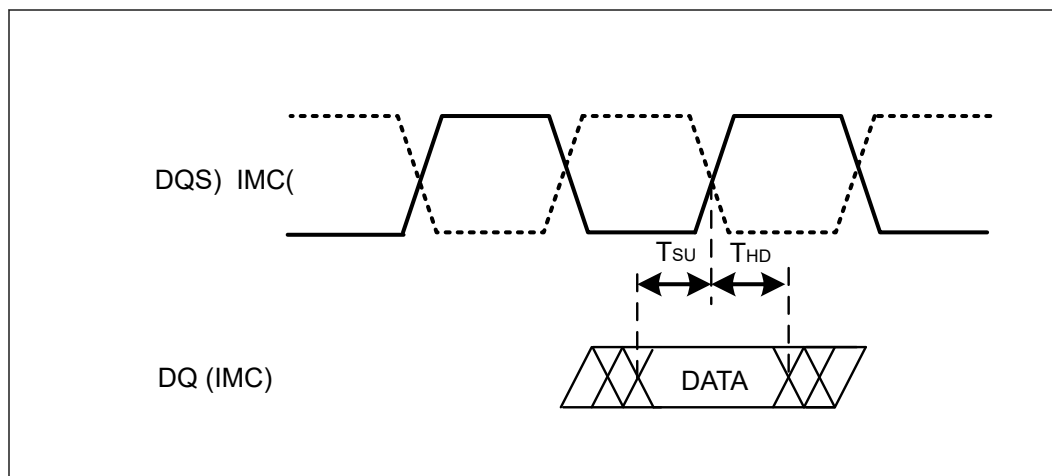 DQS) IMC(
TSU THD
DQ (IMC)
DATA